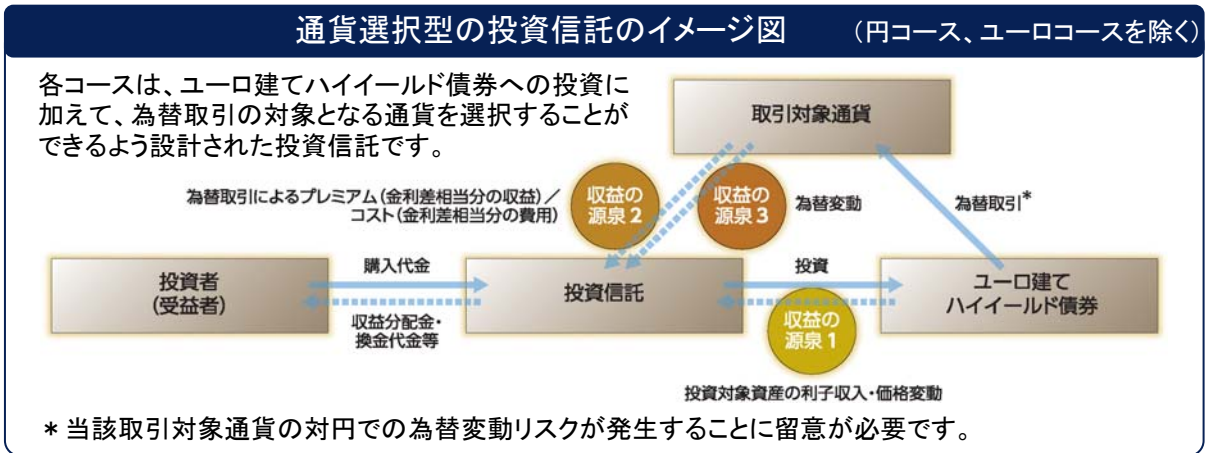 通貨選択型の投資信託のイメージ図 (円コース、ユーロコースを除く)
各コースは、ユーロ建てハイイールド債券への投資に
加えて、為替取引の対象となる通貨を選択することが
できるよう設計された投資信託です。
取引対象通貨
為替取引によるプレミアム(金利差相当分の収益)/
コスト(金利差相当分の費用)
収益の
源泉2
収益の
源泉3
為替変動
為替取引*
投資者
(受益者)
購入代金
収益分配金・
換金代金等
投資信託
投資
収益の
源泉1
ユーロ建て
ハイイールド債券
投資対象資産の利子収入・価格変動
* 当該取引対象通貨の対円での為替変動リスクが発生することに留意が必要です。